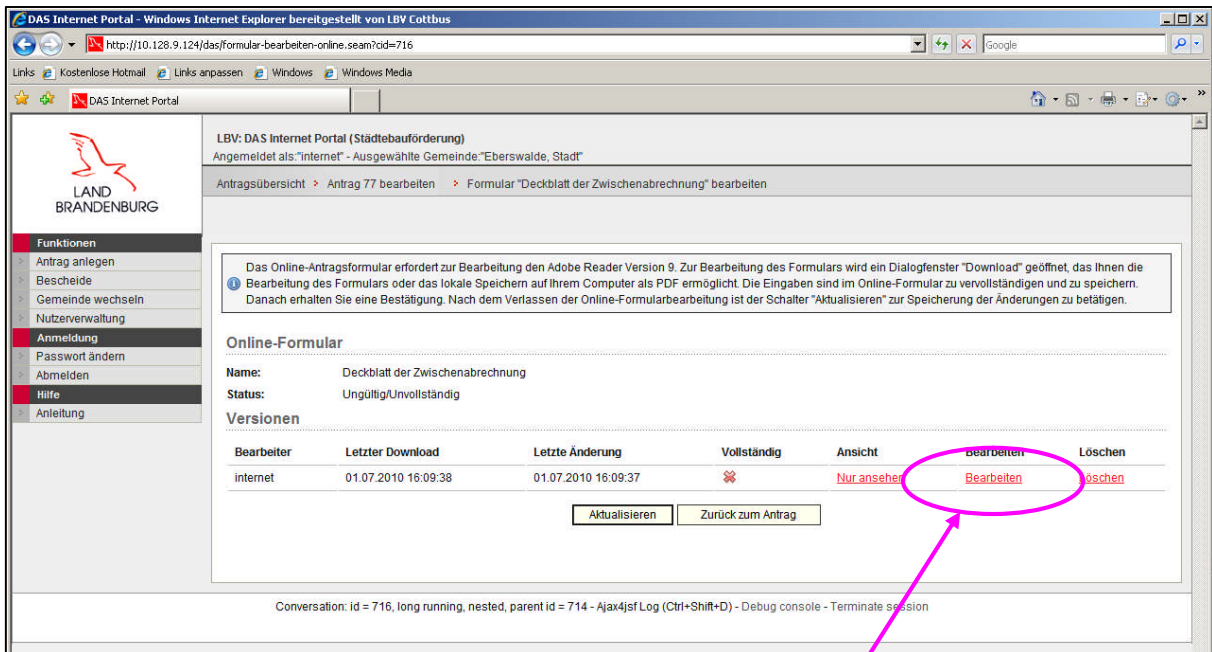 DAS Internet Portal - Windows Internet Explorer bereitgestellt von LBV Cottbus
http://10.128.9.124/das/formular-bearbeiten-online.seam?cid=716
Google
Links Kostenlose Hotmail Links anpassen Windows Windows Media
DAS Internet Portal
LAND
BRANDENBURG
LBV: DAS Internet Portal (Städtebauförderung)
Angemeldet als:"internet" - Ausgewählte Gemeinde:"Eberswalde, Stadt"
Antragsübersicht Antrag 77 bearbeiten Formular "Deckblatt der Zwischenabrechnung" bearbeiten
Funktionen
Antrag anlegen
Bescheide
Gemeinde wechseln
Nutzerverwaltung
Anmeldung
Passwort ändern
Abmelden
Hilfe
Anleitung
Das Online-Antragsformular erfordert zur Bearbeitung den Adobe Reader Version 9. Zur Bearbeitung des Formulars wird ein Dialogfenster "Download" geöffnet, das Ihnen die
Bearbeitung des Formulars oder das lokale Speichern auf Ihrem Computer als PDF ermöglicht. Die Eingaben sind im Online-Formular zu vervollständigen und zu speichern.
Danach erhalten Sie eine Bestätigung. Nach dem Verlassen der Online-Formularbearbeitung ist der Schalter "Aktualisieren" zur Speicherung der Änderungen zu betätigen.
Online-Formular
Name: Deckblatt der Zwischenabrechnung
Status: Ungültig/Unvollständig
Versionen
Bearbeiter Letzter Download Letzte Änderung Vollständig Ansicht Bearbeiten Löschen
internet 01.07.2010 16:09:38 01.07.2010 16:09:37 Nur ansehen Bearbeiten Löschen
Aktualisieren Zurück zum Antrag
Conversation: id = 716, long running, nested, parent id = 714 - Ajax4jsf Log (Ctrl+Shift+D) - Debug console - Terminate session